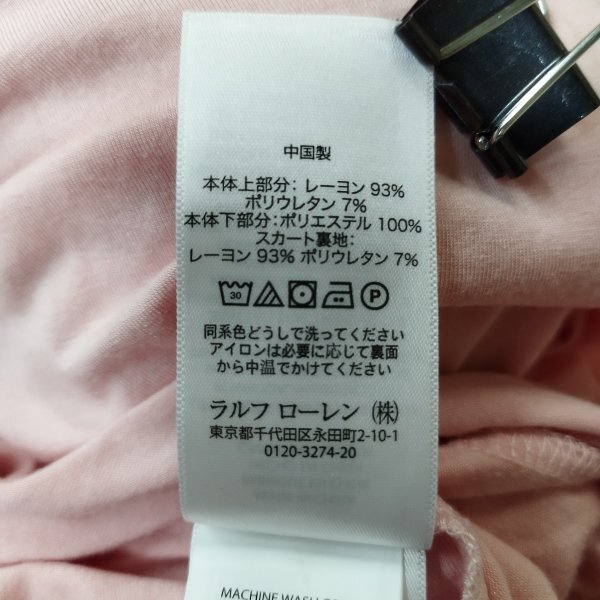 中国製
本体上部分: レーヨン 93%
ポリウレタン 7%
本体下部分: ポリエステル 100%
スカート裏地:
レーヨン 93% ポリウレタン 7%
30 P
同系色どうしで洗ってください
アイロンは必要に応じて裏面
から中温でかけてください
ラルフ ローレン ㈱
東京都千代田区永田町2-10-1
0120-3274-20
MACHINE WASH